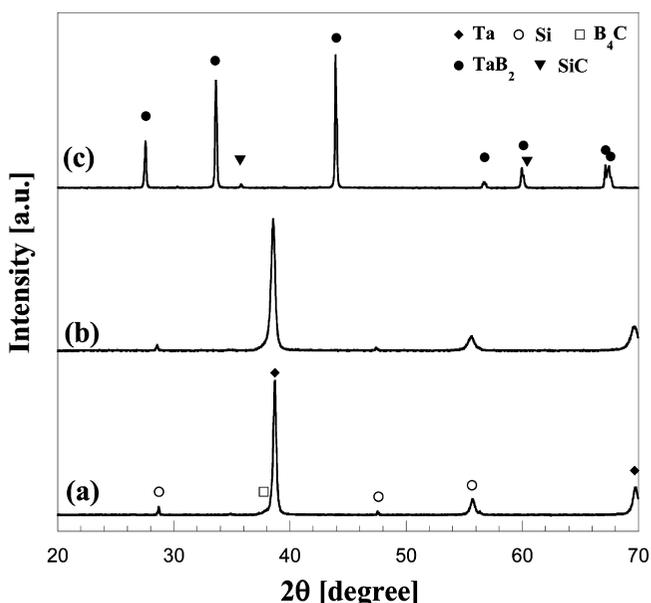 ◆ Ta ○ Si □ B₄C
● TaB₂ ▼ SiC
(c)
(b)
(a)
Intensity [a.u.]
20 30 40 50 60 70
2θ [degree]